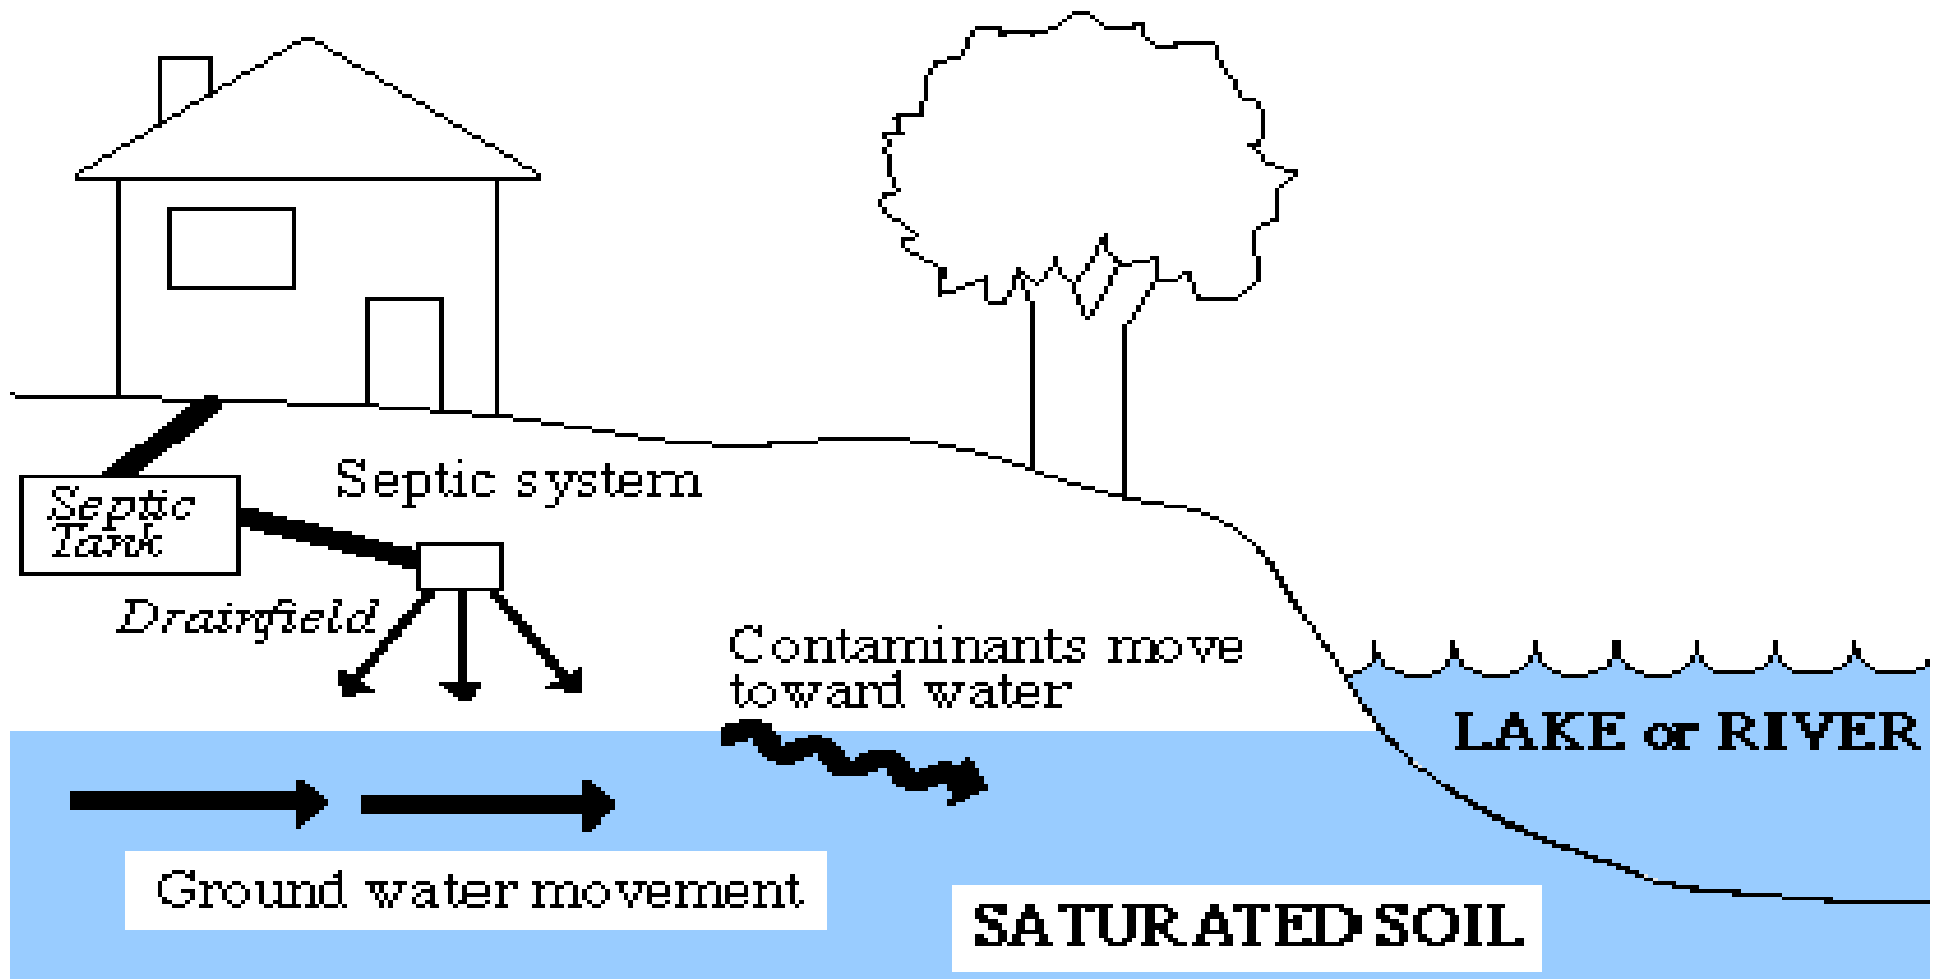 Septic system
Septic
Tank
Drainfield
Contaminants move
toward water
LAKE or RIVER
Ground water movement
SATURATED SOIL